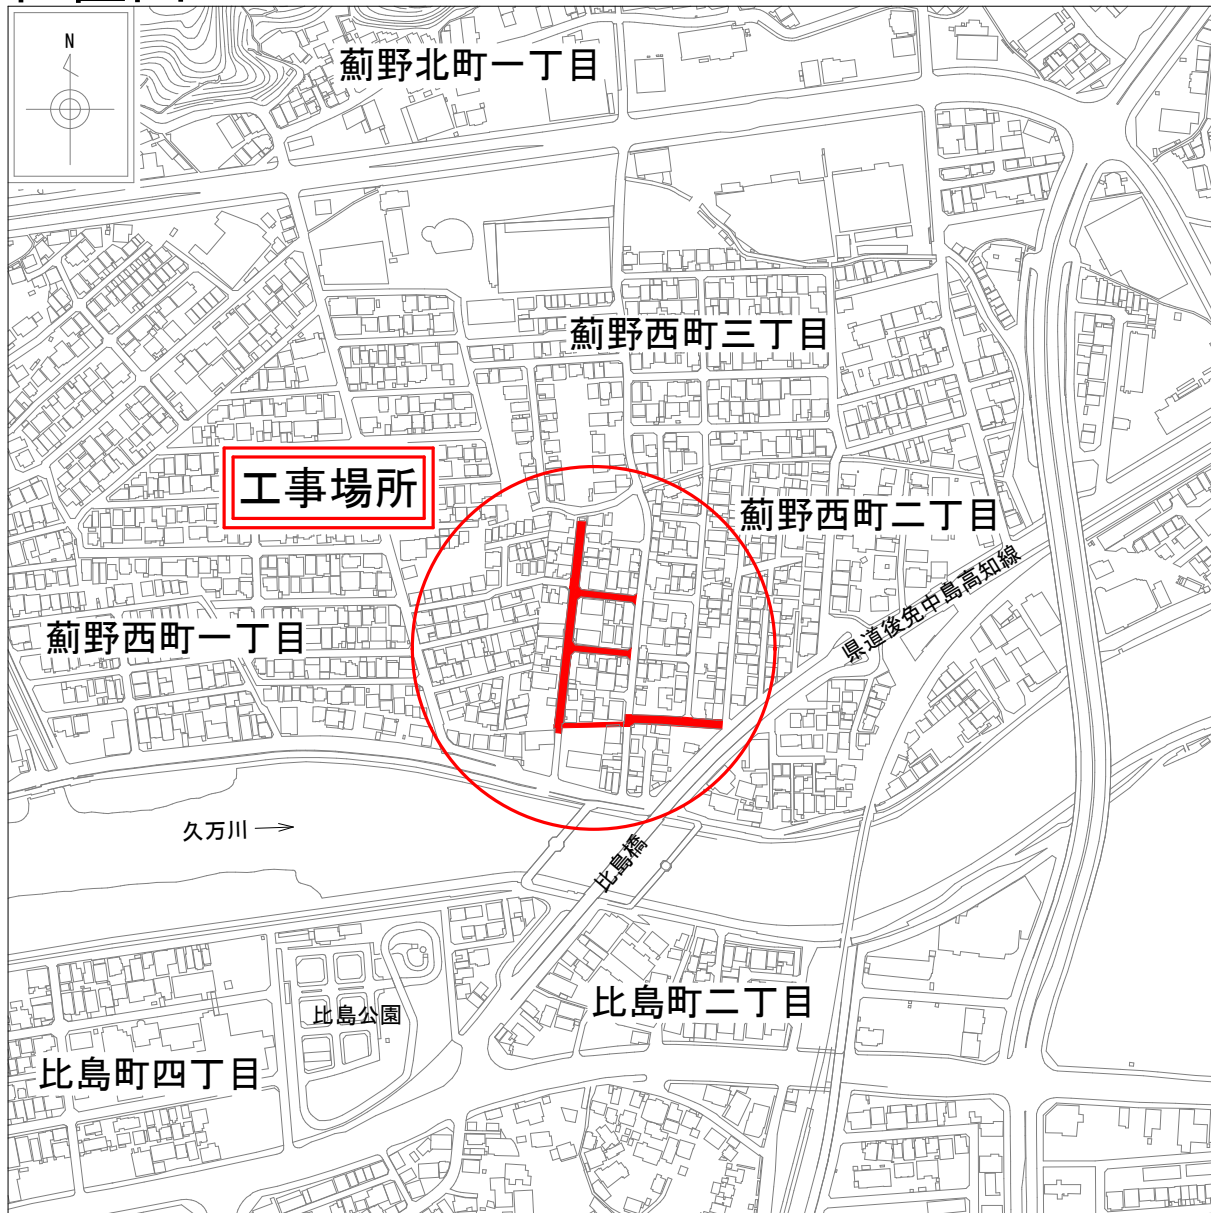 N
薊野北町一丁目
薊野西町三丁目
工事場所
薊野西町二丁目
県道後免中島高知線
薊野西町一丁目
久万川
比島橋
比島公園
比島町二丁目
比島町四丁目